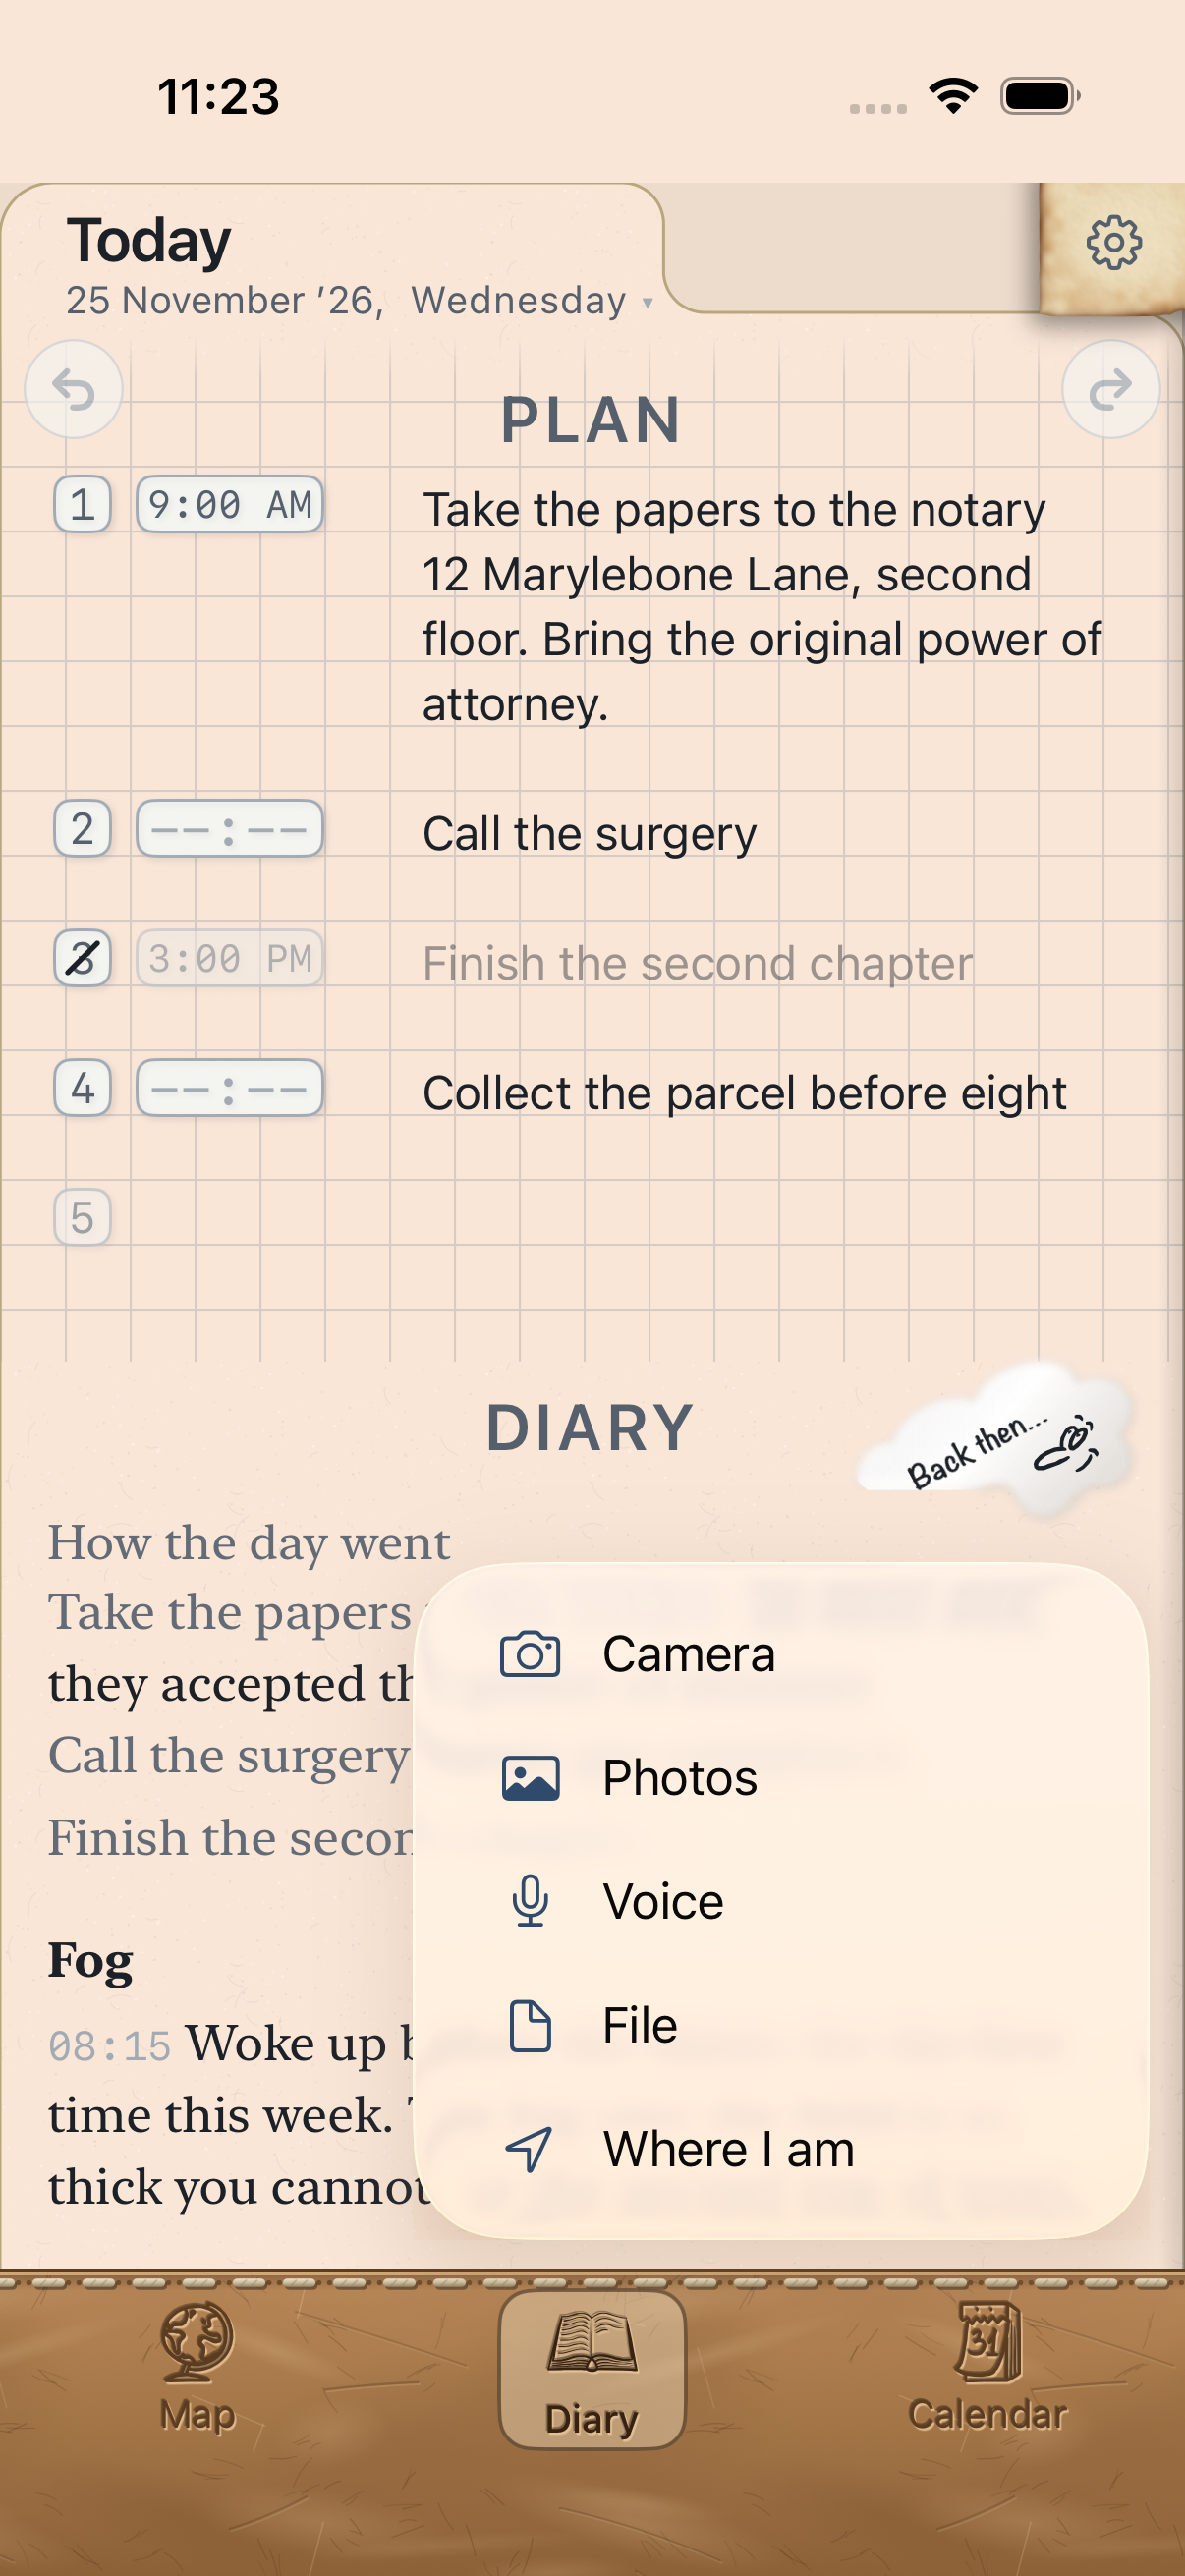 11:23
Today
25 November ’26, Wednesday
PLAN
1 9:00 AM Take the papers to the notary
12 Marylebone Lane, second
floor. Bring the original power of
attorney.
2 --:-- Call the surgery
3 3:00 PM Finish the second chapter
4 --:-- Collect the parcel before eight
5
DIARY
Back then...
How the day went
Take the papers
they accepted
Call the surgery
Finish the
Fog
08:15 Woke up
time this week.
thick you cannot
Camera
Photos
Voice
File
Where I am
Map
Diary
31
Calendar